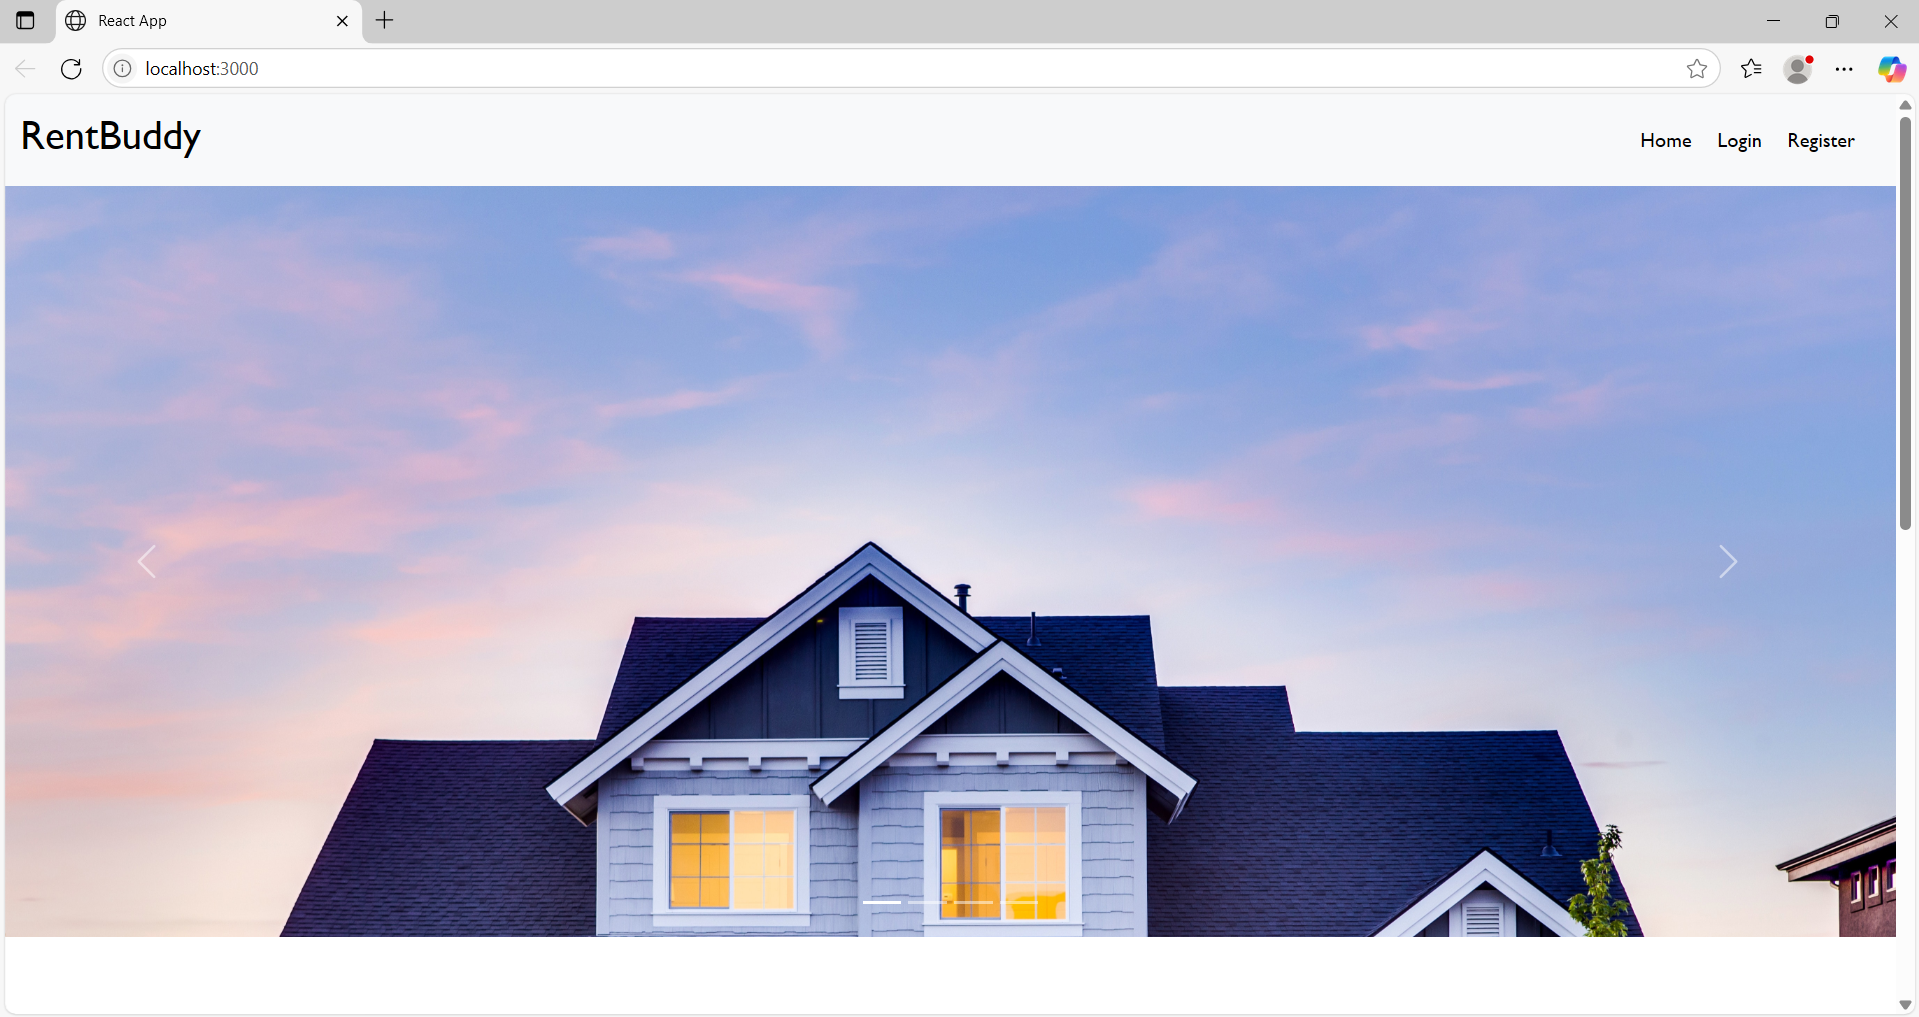 React App
localhost:3000
RentBuddy
Home Login Register